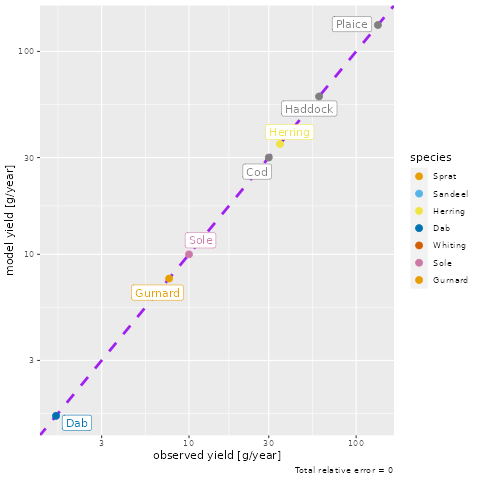 Plaice
Haddock
Herring
Cod
Sole
Gurnard
Dab
100
30
10
3
model yield [g/year]
3
10
30
100
observed yield [g/year]
Total relative error = 0
species
Sprat
Sandeel
Herring
Dab
Whiting
Sole
Gurnard